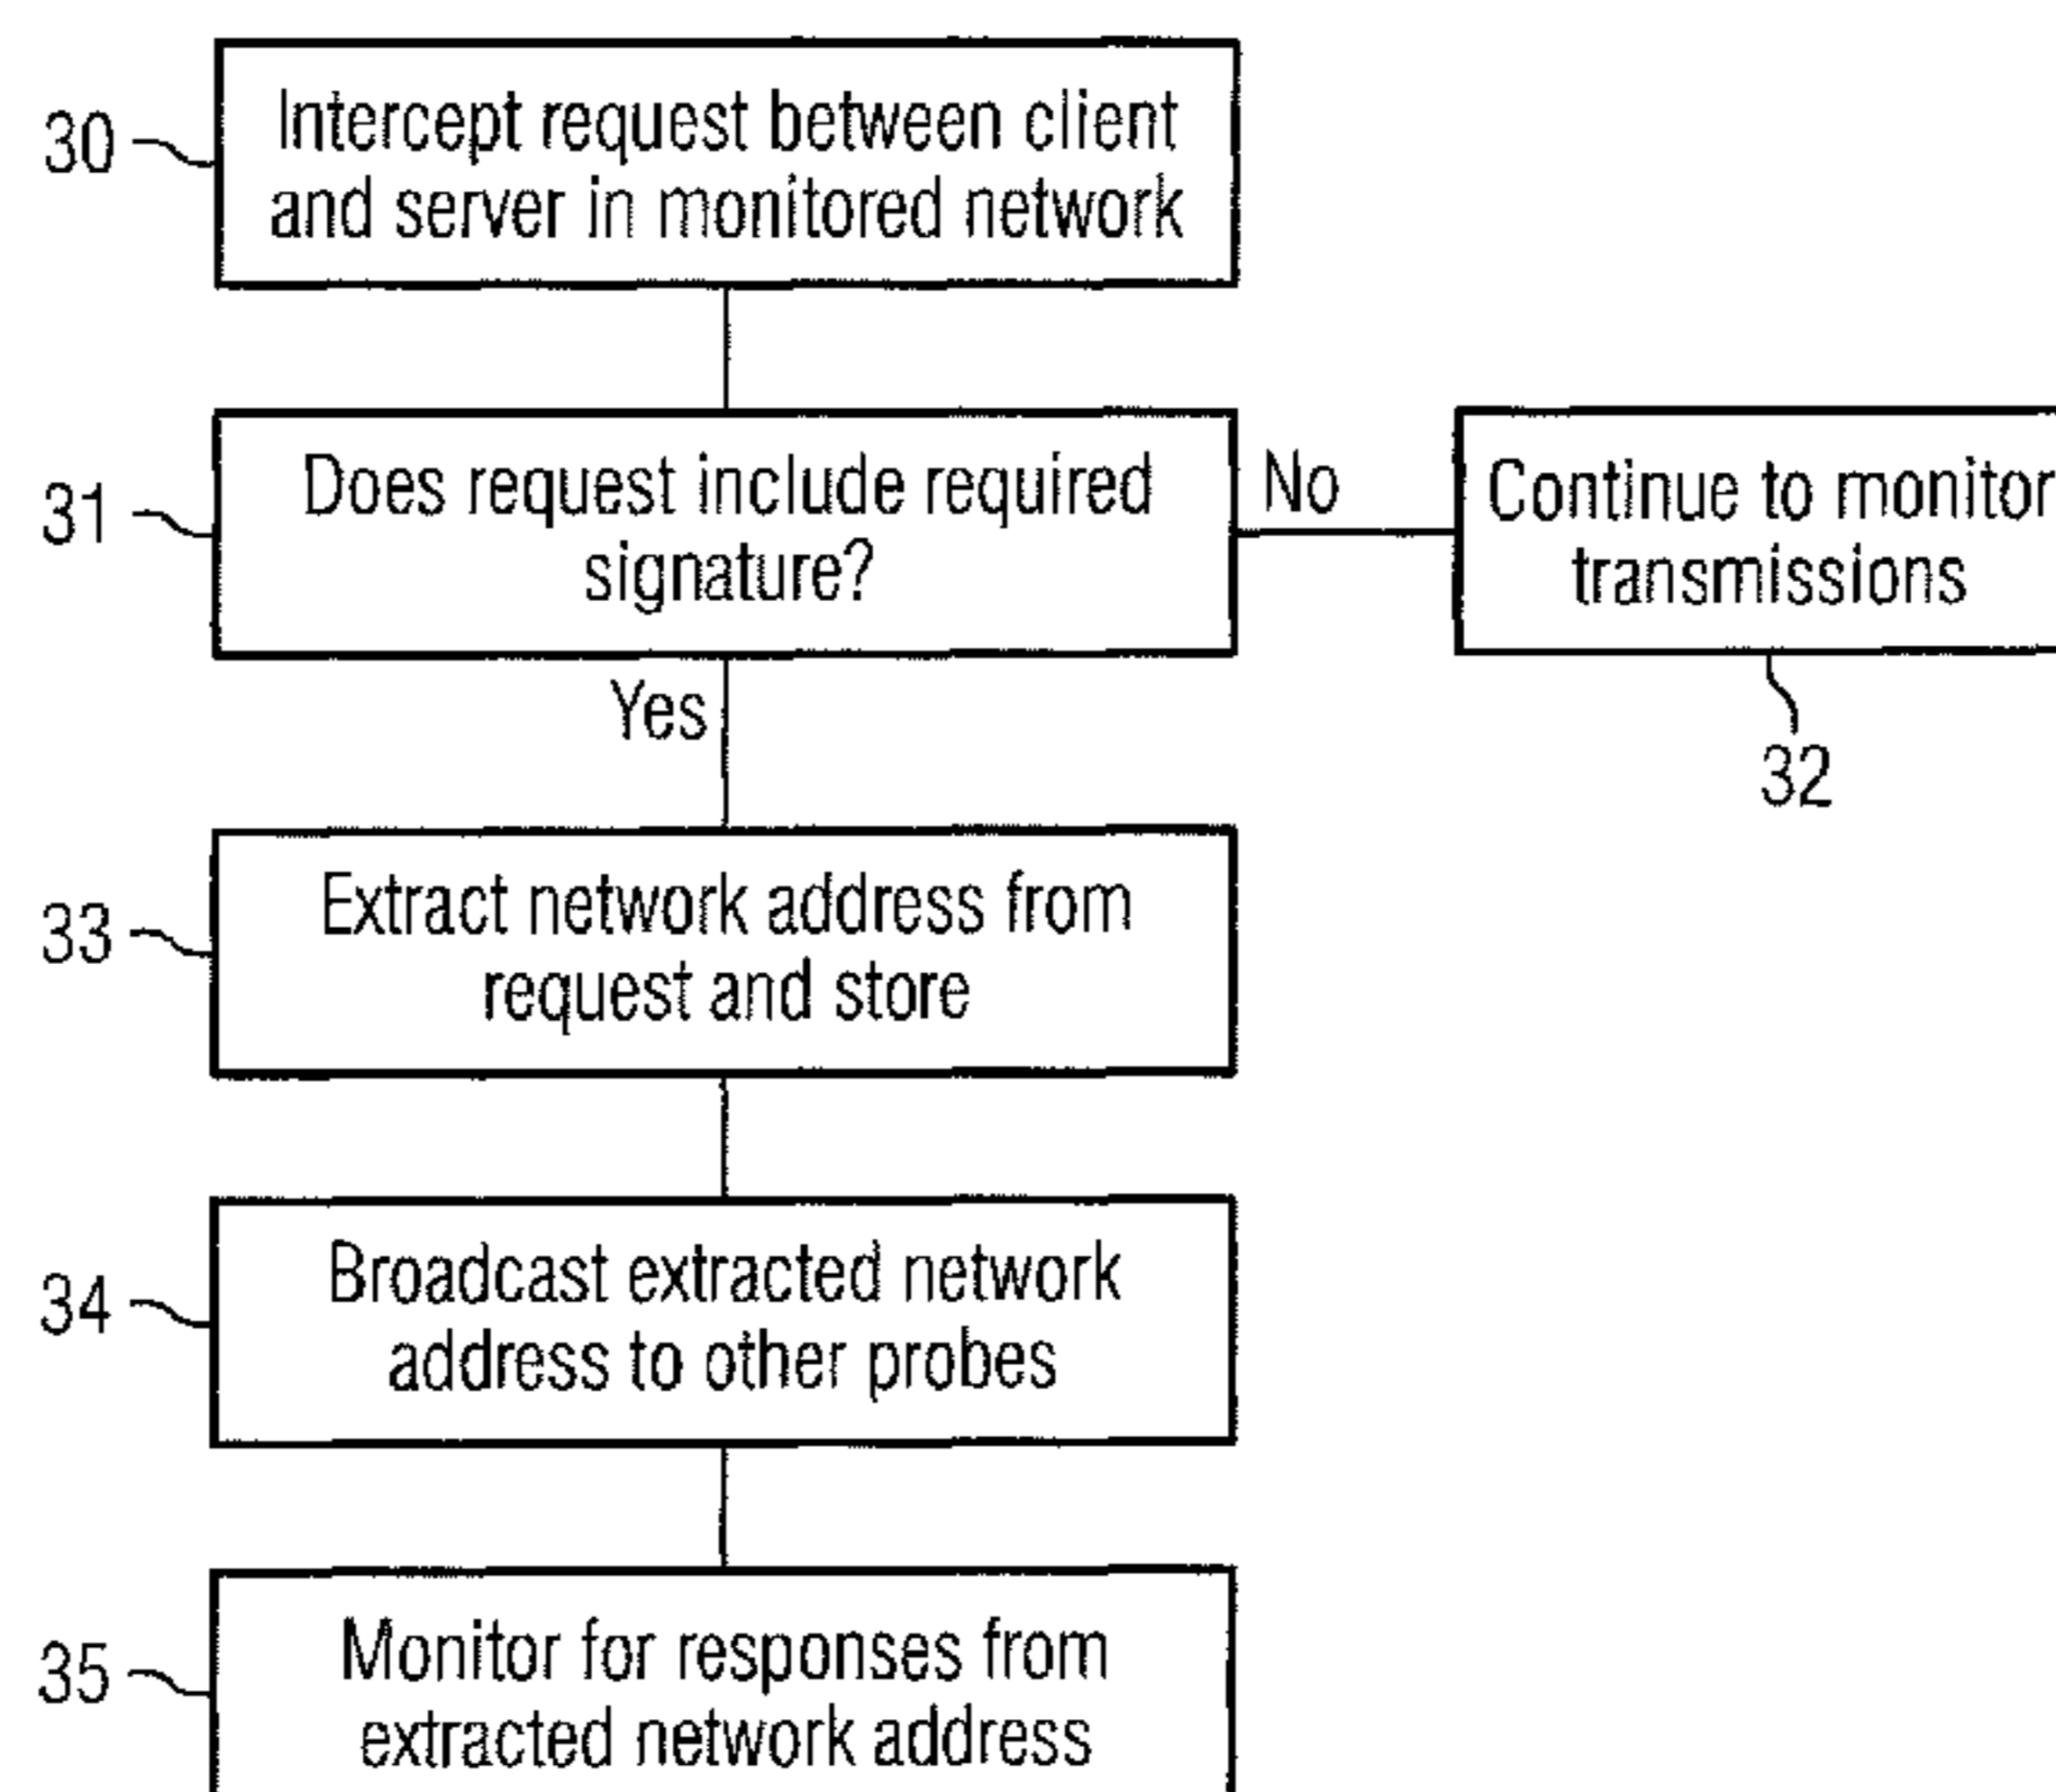 30
Intercept request between client
and server in monitored network
31
Does request include required
signature?
No
Continue to monitor
transmissions
32
Yes
33
Extract network address from
request and store
34
Broadcast extracted network
address to other probes
35
Monitor for responses from
extracted network address